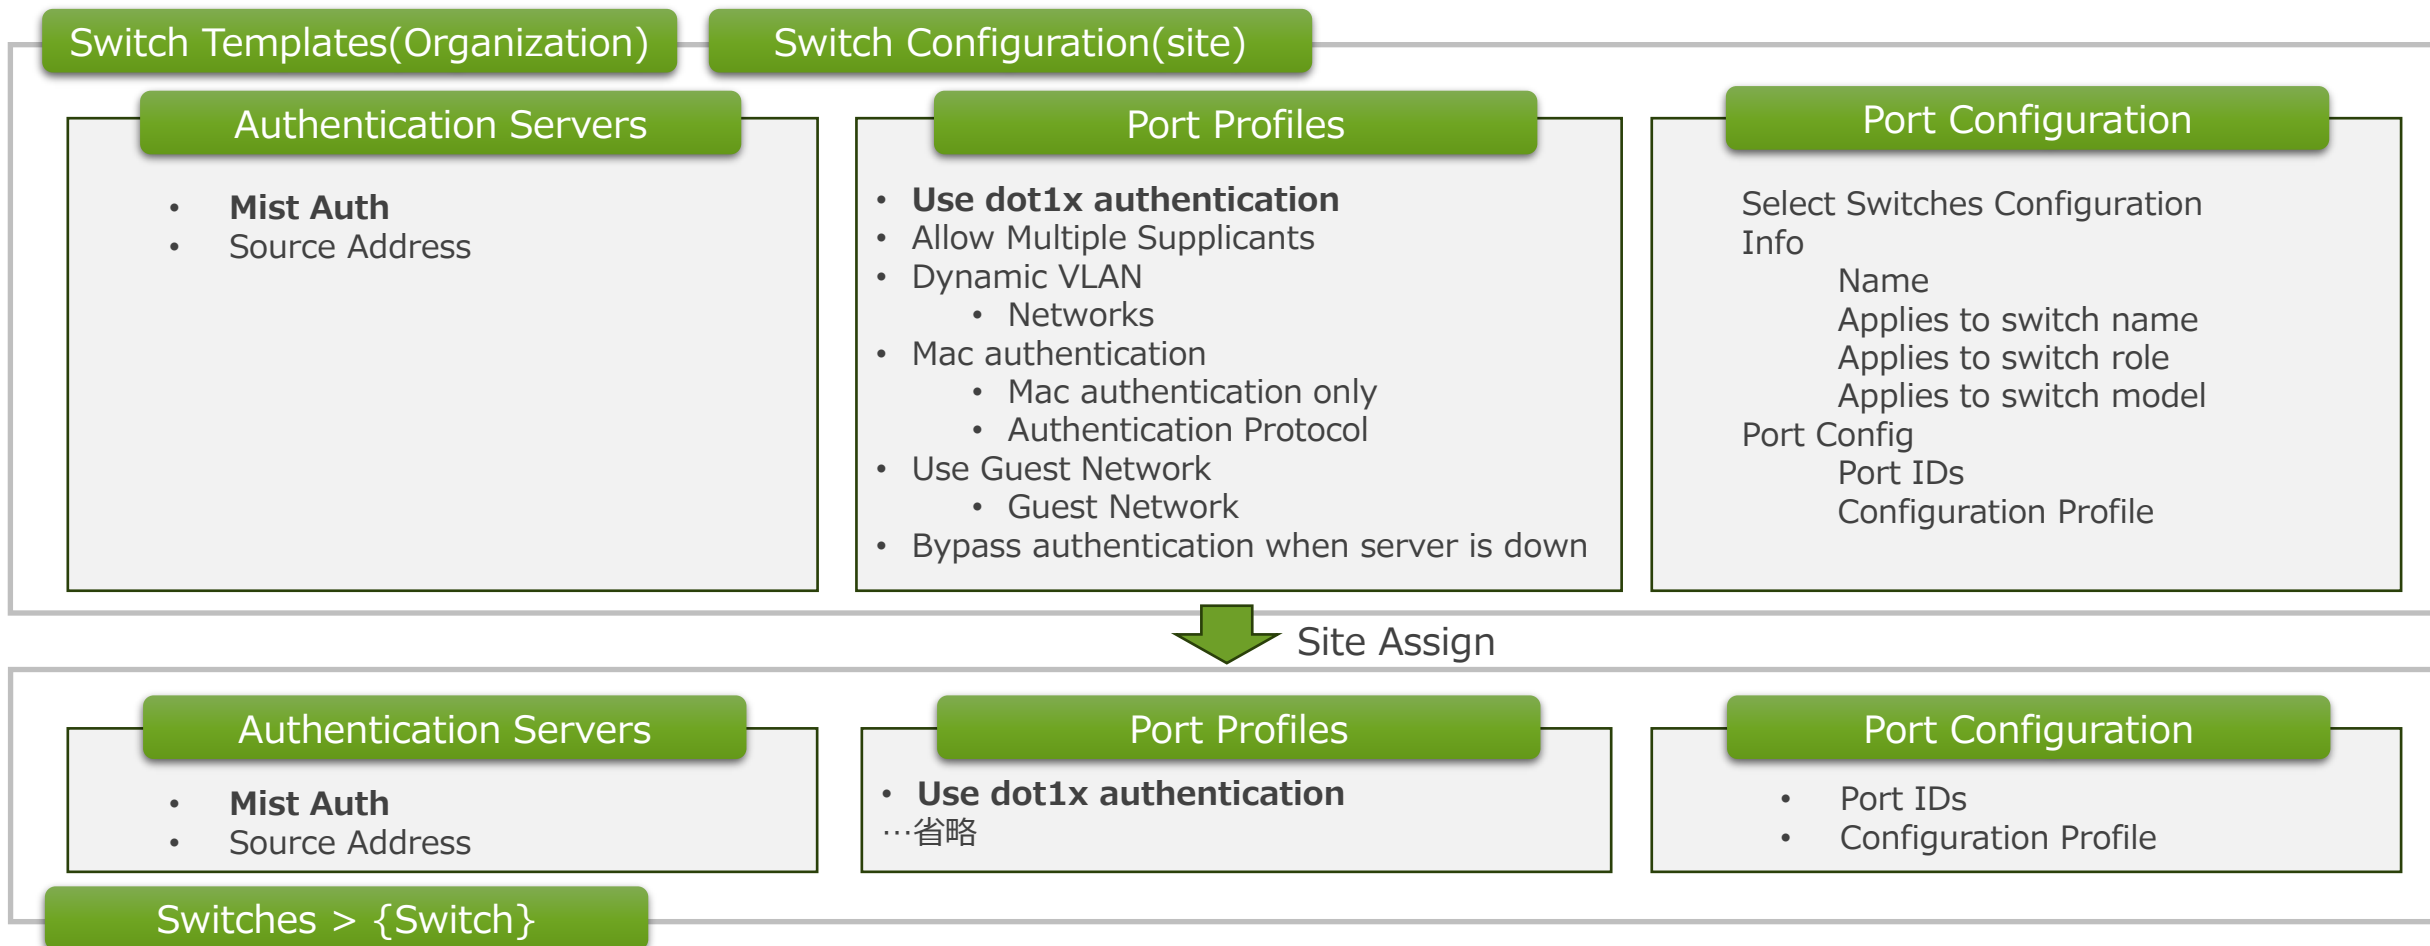 Switch Templates(Organization)
Switch Configuration(site)
Authentication Servers
• Mist Auth
• Source Address
Port Profiles
• Use dot1x authentication
• Allow Multiple Supplicants
• Dynamic VLAN
• Networks
• Mac authentication
• Mac authentication only
• Authentication Protocol
• Use Guest Network
• Guest Network
• Bypass authentication when server is down
Port Configuration
Select Switches Configuration
Info
Name
Applies to switch name
Applies to switch role
Applies to switch model
Port Config
Port IDs
Configuration Profile
Site Assign
Authentication Servers
• Mist Auth
• Source Address
Port Profiles
• Use dot1x authentication
…省略
Port Configuration
• Port IDs
• Configuration Profile
Switches > {Switch}